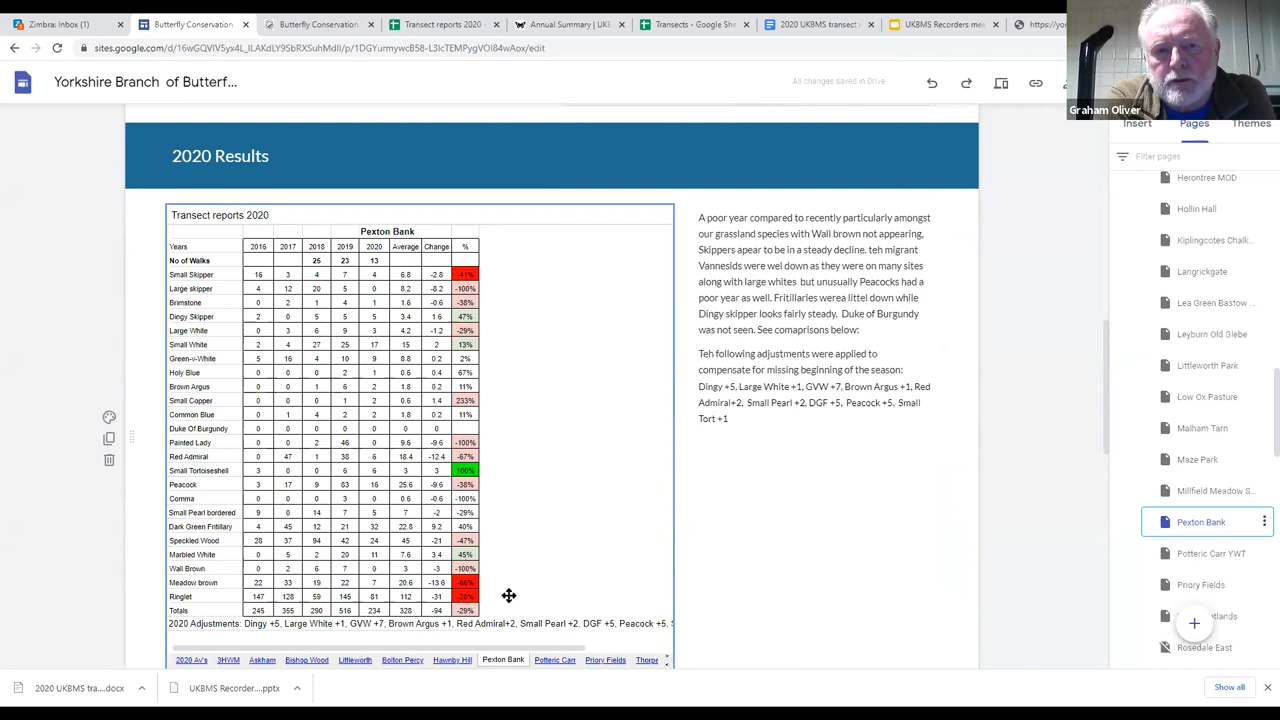 Zimbra: Inbox (1)
Butterfly Conservation
Butterfly Conservation
Transect reports 2020 -
Annual Summary | UKI
Transects - Google She
2020 UKBMS transect r
UKBMS Recorders mee
https://yor
sites.google.com/d/16wGQVIV5yx4L_ILAKdLY9SbRXSuhMdII/p/1DGYurmywcB58-L3IcTEMPygVOI84wAox/edit
Yorkshire Branch of Butterf...
All changes saved in Drive
Graham Oliver
Insert
Pages
Themes
Filter pages
Herontree MOD
Hollin Hall
Kiplingcotes Chalk...
Langrickgate
Lea Green Bastow ...
Leyburn Old Glebe
Littleworth Park
Low Ox Pasture
Malham Tarn
Maze Park
Millfield Meadow S...
Pexton Bank
Potteric Carr YWT
Priory Fields
etlands
Rosedale East
2020 Results
Transect reports 2020
Pexton Bank
Years 2016 2017 2018 2019 2020 Average Change %
No of Walks 25 23 13
Small Skipper 16 3 4 7 4 6.8 -2.8 -41%
Large skipper 4 12 20 5 0 8.2 -8.2 -100%
Brimstone 0 2 1 4 1 1.6 -0.6 -38%
Dingy Skipper 2 0 5 5 5 3.4 1.6 47%
Large White 0 3 6 9 3 4.2 -1.2 -29%
Small White 2 4 27 25 17 15 2 13%
Green-v-White 5 16 4 10 9 8.8 0.2 2%
Holy Blue 0 0 0 2 1 0.6 0.4 67%
Brown Argus 0 0 1 6 2 1.8 0.2 11%
Small Copper 0 0 0 1 2 0.6 1.4 233%
Common Blue 0 1 4 2 2 1.8 0.2 11%
Duke Of Burgundy 0 0 0 0 0 0 0
Painted Lady 0 0 2 46 0 9.6 -9.6 -100%
Red Admiral 0 47 1 38 6 18.4 -12.4 -67%
Small Tortoiseshell 3 0 0 6 6 3 3 100%
Peacock 3 17 9 83 16 25.6 -9.6 -38%
Comma 0 0 0 3 0 0.6 -0.6 -100%
Small Pearl bordered 9 0 14 7 5 7 -2 -29%
Dark Green Fritillary 4 45 12 21 32 22.8 9.2 40%
Speckled Wood 28 37 94 42 24 45 -21 -47%
Marbled White 0 5 2 20 11 7.6 3.4 45%
Wall Brown 0 2 6 7 0 3 -3 -100%
Meadow brown 22 33 19 22 7 20.6 -13.6 -66%
Ringlet 147 128 59 145 81 112 -31 -28%
Totals 245 355 290 516 234 328 -94 -29%
2020 Adjustments: Dingy +5, Large White +1, GVW +7, Brown Argus +1, Red Admiral+2, Small Pearl +2, DGF +5, Peacock +5, S
2020 Av's 3HWM Askham Bishop Wood Littleworth Bolton Percy Hawnby Hill Pexton Bank Potteric Carr Priory Fields Thorpe
A poor year compared to recently particularly amongst
our grassland species with Wall brown not appearing,
Skippers apear to be in a steady decline. teh migrant
Vannesids were wel down as they were on many sites
along with large whites but unusually Peacocks had a
poor year as well. Fritillaries werea littel down while
Dingy skipper looks fairly steady. Duke of Burgundy
was not seen. See comaprisons below:
Teh following adjustments were applied to
compensate for missing beginning of the season:
Dingy +5, Large White +1, GVW +7, Brown Argus +1, Red
Admiral+2, Small Pearl +2, DGF +5, Peacock +5, Small
Tort +1
2020 UKBMS tra....docx
UKBMS Recorder....pptx
Show all